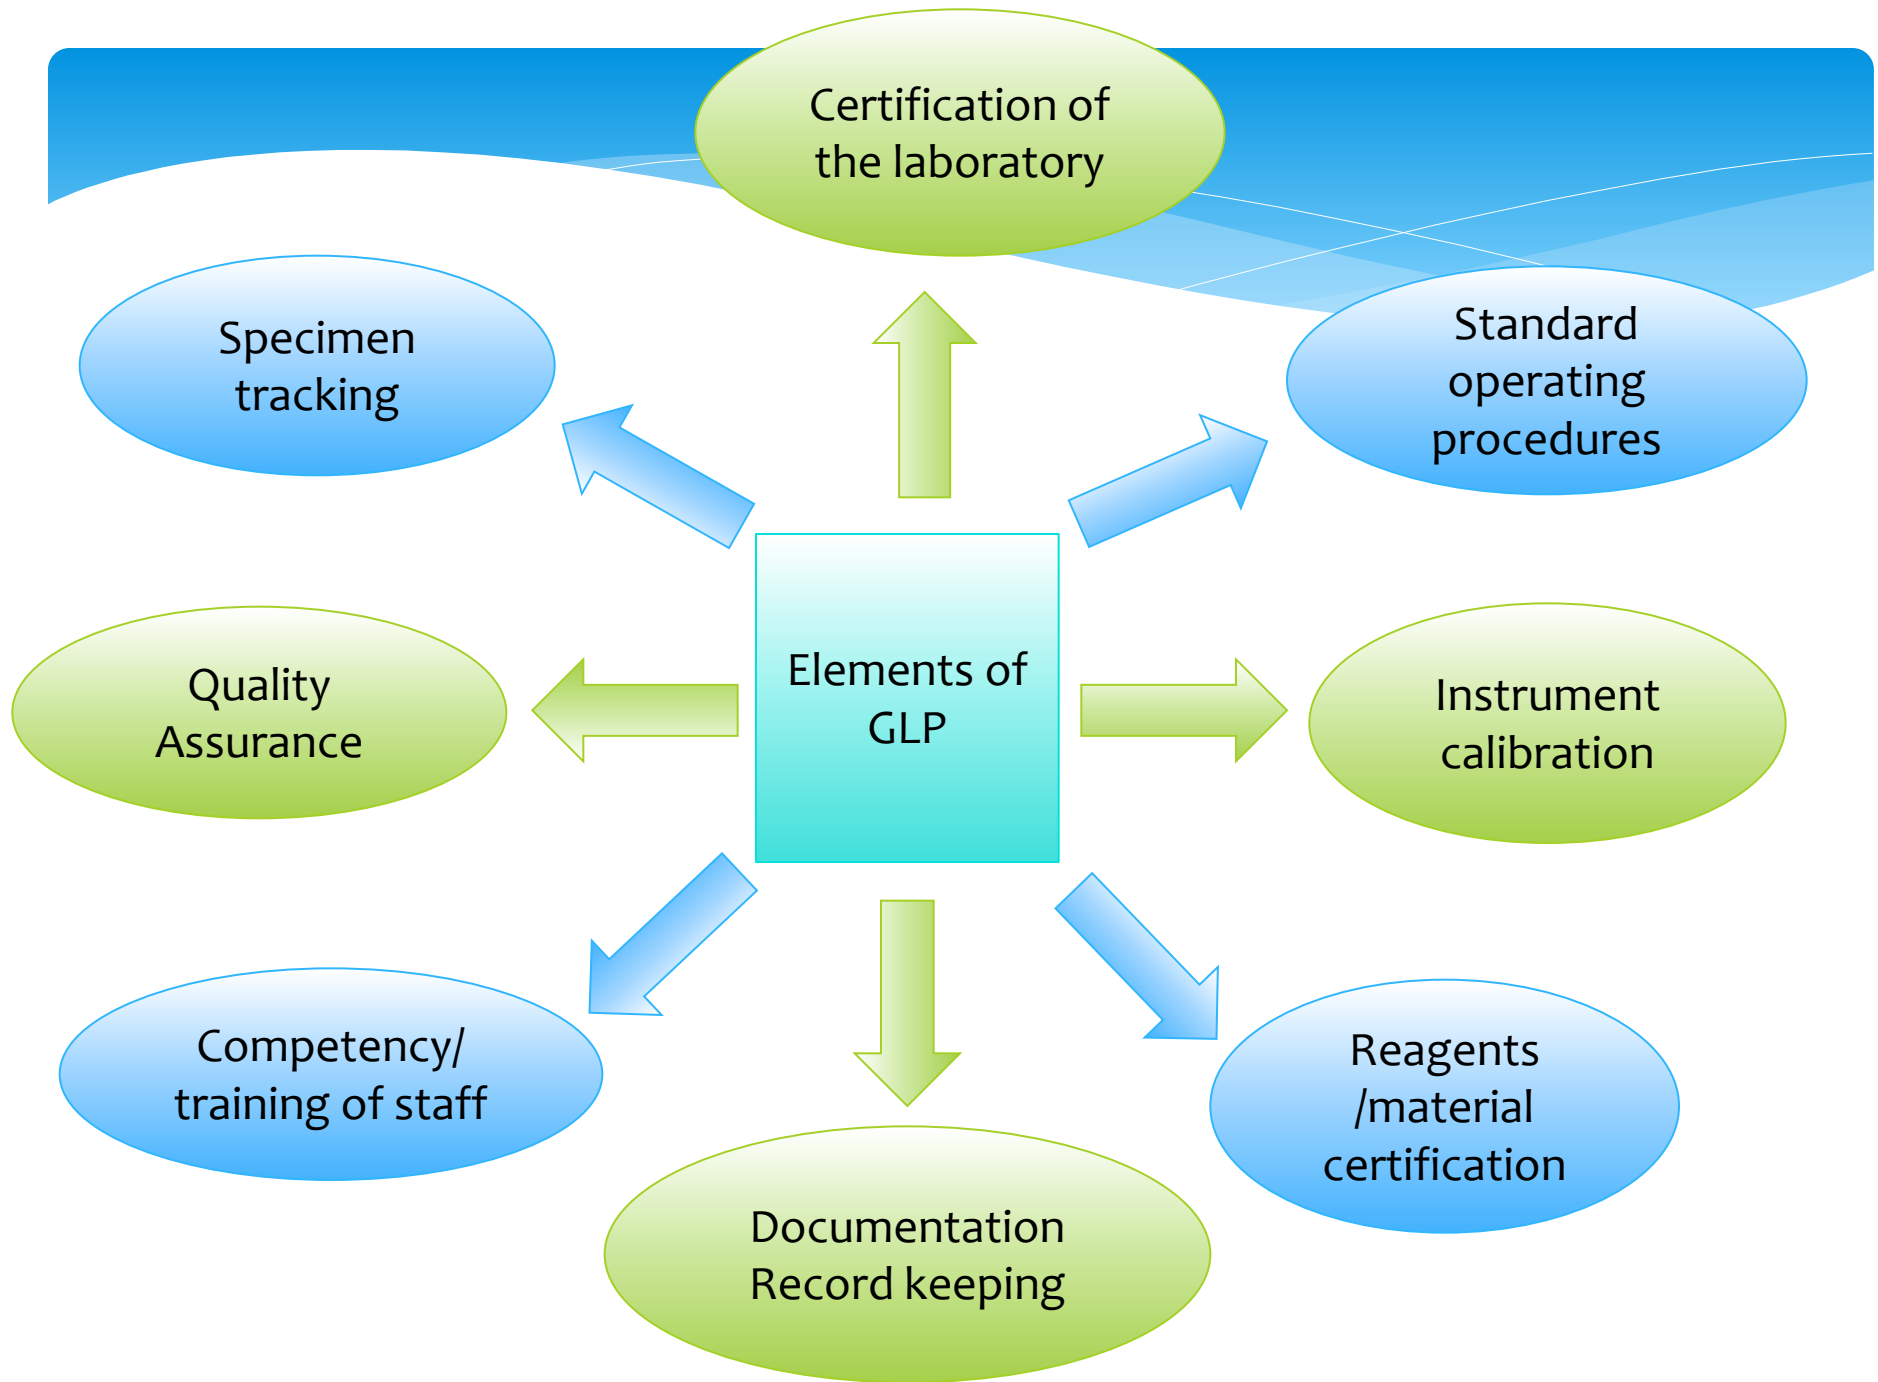 Certification of
the laboratory
Specimen
tracking
Standard
operating
procedures
Quality
Assurance
Elements of
GLP
Instrument
calibration
Competency/
training of staff
Reagents
/material
certification
Documentation
Record keeping